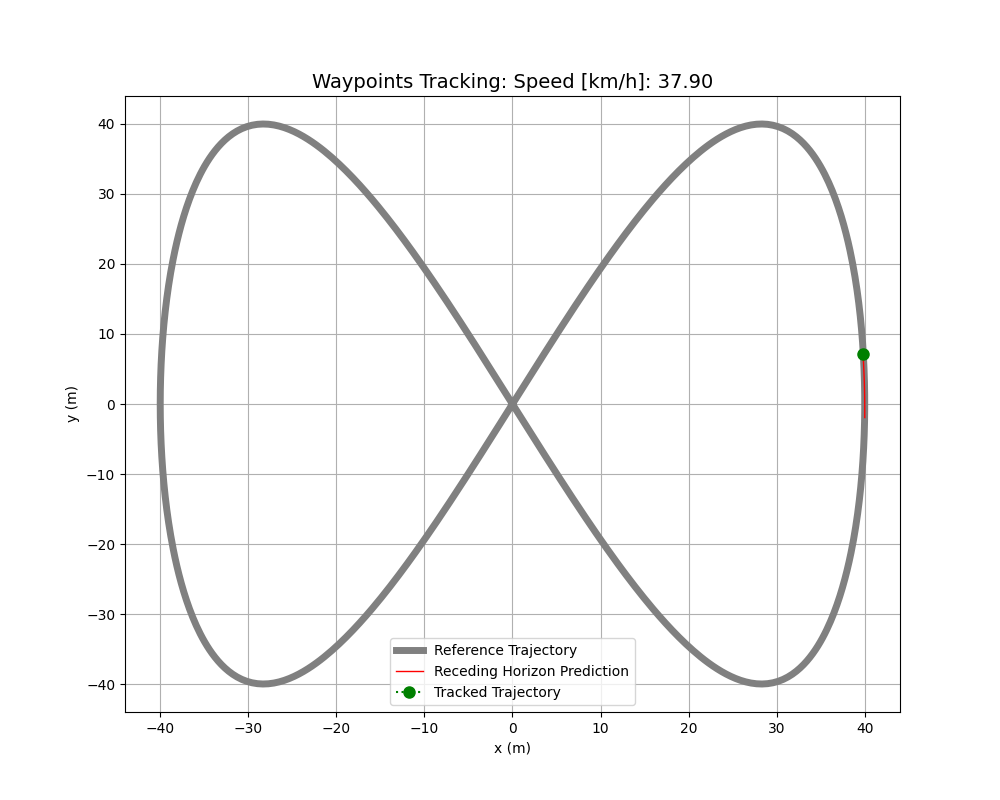 Waypoints Tracking: Speed [km/h]: 37.90
40
30
20
10
0
−10
−20
−30
−40
y (m)
Reference Trajectory
Receding Horizon Prediction
Tracked Trajectory
−40 −30 −20 −10 0 10 20 30 40
x (m)